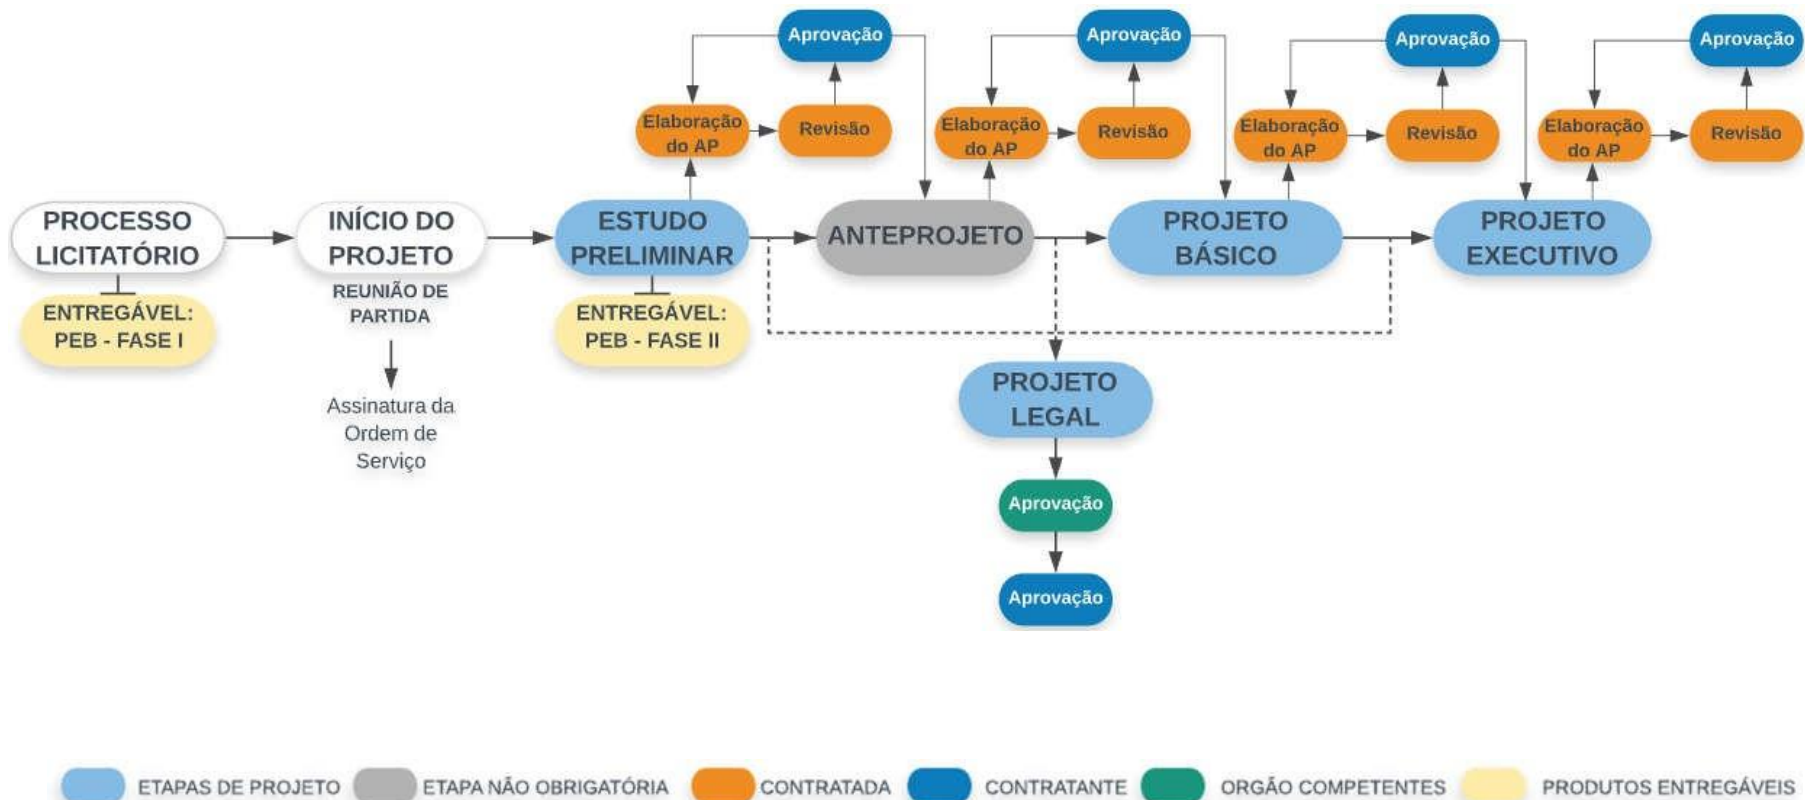 Aprovação
Aprovação
Aprovação
Aprovação
Elaboração
do AP
Revisão
Elaboração
do AP
Revisão
Elaboração
do AP
Revisão
Elaboração
do AP
Revisão
PROCESSO
LICITATÓRIO
INÍCIO DO
PROJETO
ESTUDO
PRELIMINAR
ANTEPROJETO
PROJETO
BÁSICO
PROJETO
EXECUTIVO
ENTREGÁVEL:
PEB - FASE I
REUNIÃO DE
PARTIDA
ENTREGÁVEL:
PEB - FASE II
Assinatura da
Ordem de
Serviço
PROJETO
LEGAL
Aprovação
Aprovação
ETAPAS DE PROJETO
ETAPA NÃO OBRIGATÓRIA
CONTRATADA
CONTRATANTE
ORGÃO COMPETENTES
PRODUTOS ENTREGÁVEIS